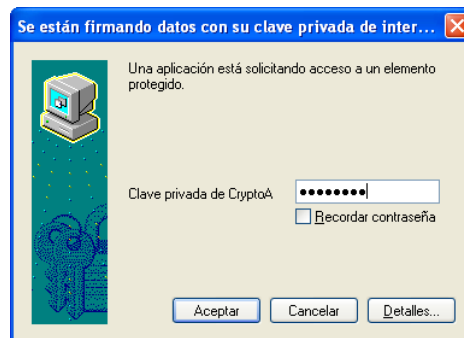 Se están firmando datos con su clave privada de inter...
Una aplicación está solicitando acceso a un elemento
protegido.
Clave privada de CryptoA
Recordar contraseña
Aceptar
Cancelar
Detalles...